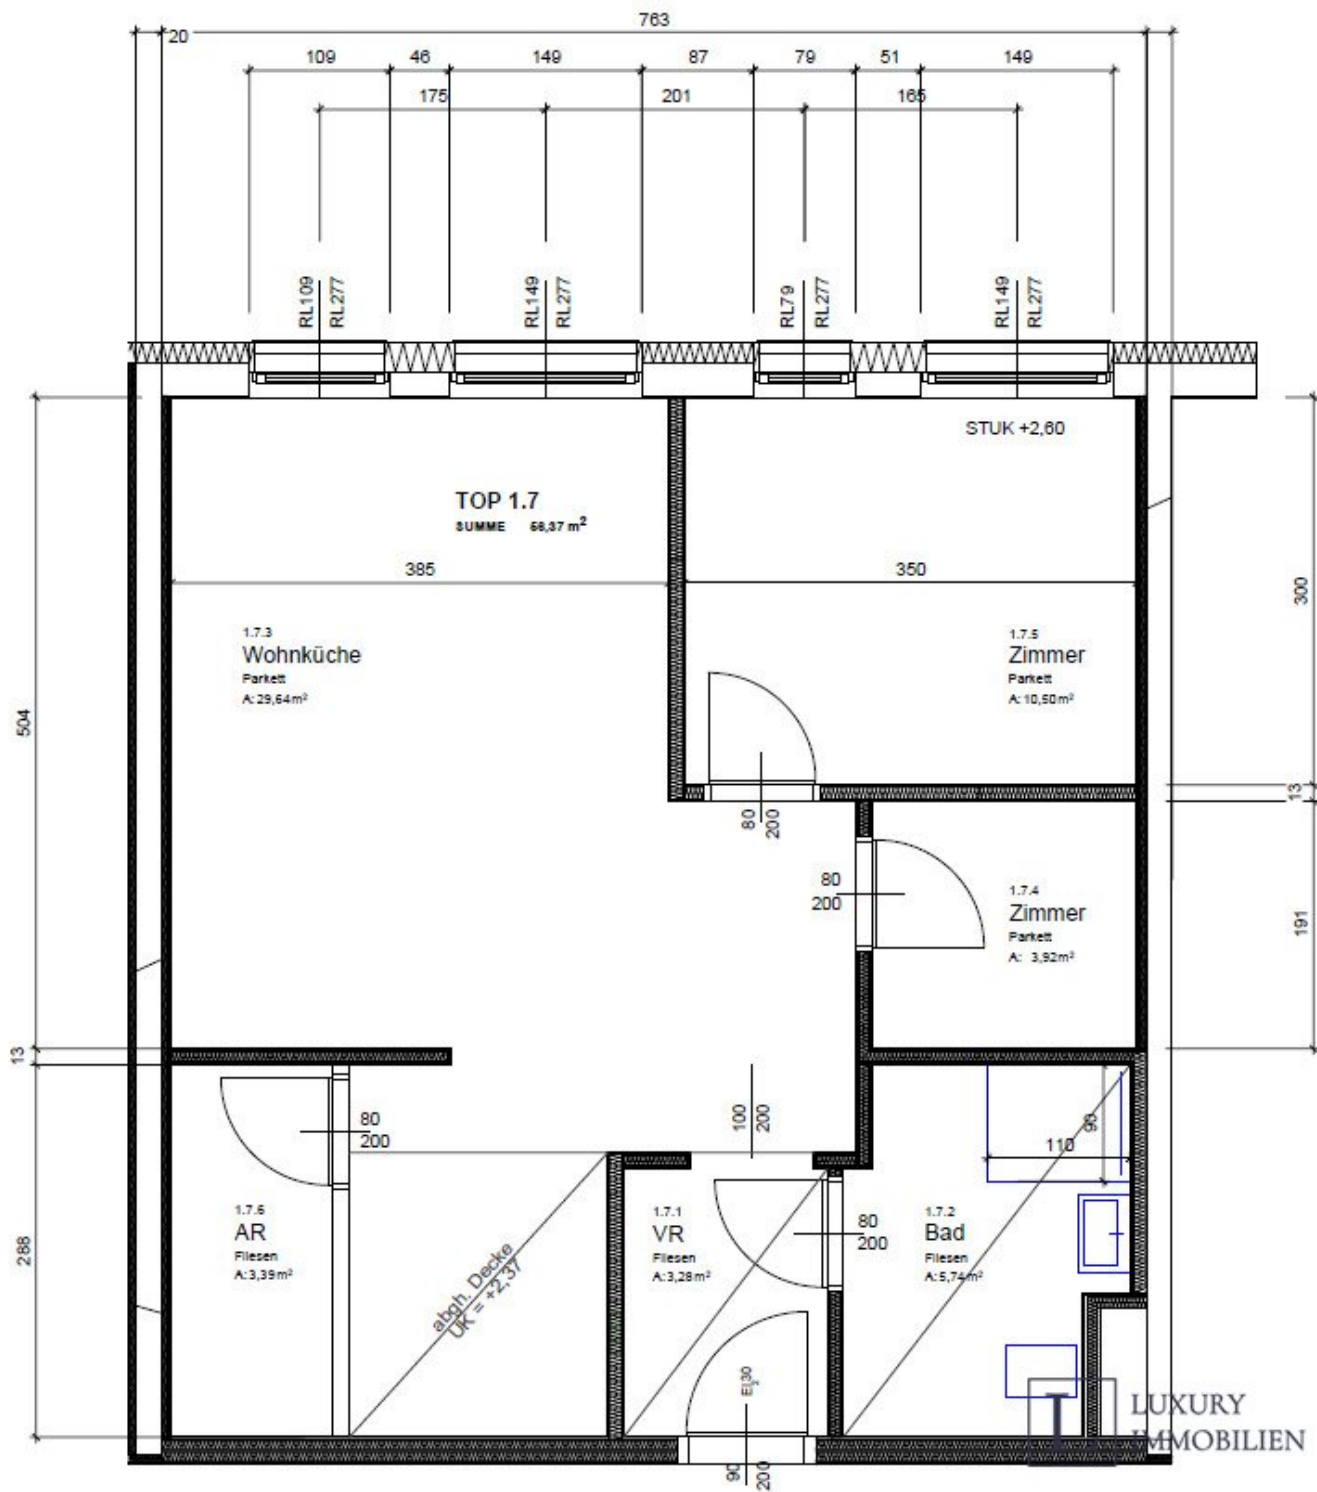 763
20
109 46 149 87 79 51 149
175 201 165
RL109
RL277
RL149
RL277
RL79
RL277
RL149
RL277
STUK +2,60
TOP 1.7
SUMME 56,37 m²
385
350
300
1.7.3
Wohnküche
Parkett
A: 29,64m²
1.7.5
Zimmer
Parkett
A: 10,50m²
504
13
80
200
80
200
1.7.4
Zimmer
Parkett
A: 3,92m²
191
13
80
200
100
200
110
90
1.7.6
AR
Fliesen
A: 3,39m²
288
abgh. Decke
UK = +2,37
1.7.1
VR
Fliesen
A: 3,28m²
80
200
1.7.2
Bad
Fliesen
A: 5,74m²
EI₂30
90
200
L
LUXURY
IMMOBILIEN